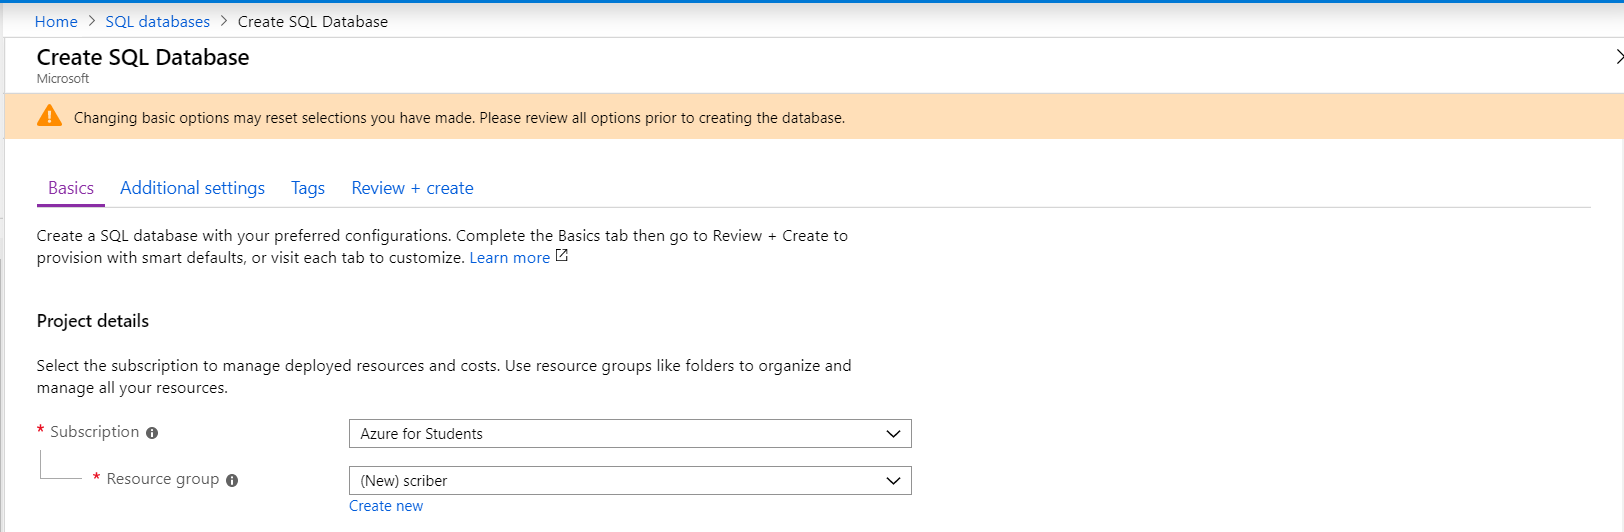 Home > SQL databases > Create SQL Database
Create SQL Database
Microsoft
Changing basic options may reset selections you have made. Please review all options prior to creating the database.
Basics Additional settings Tags Review + create
Create a SQL database with your preferred configurations. Complete the Basics tab then go to Review + Create to
provision with smart defaults, or visit each tab to customize. Learn more
Project details
Select the subscription to manage deployed resources and costs. Use resource groups like folders to organize and
manage all your resources.
* Subscription Azure for Students
* Resource group (New) scriber
Create new